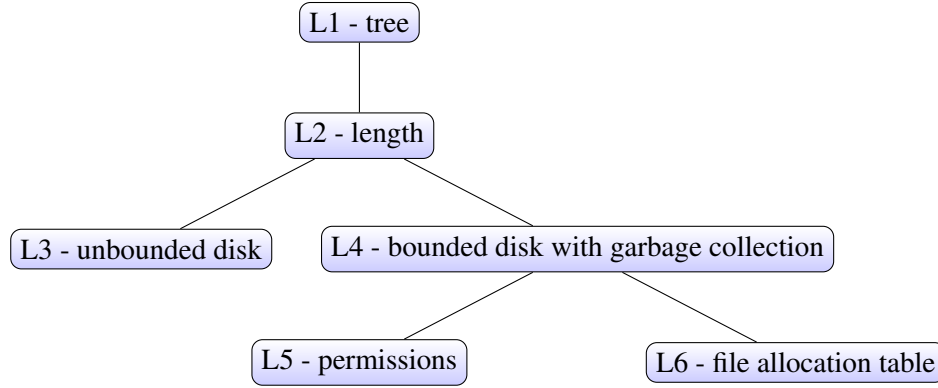 L1 - tree
L2 - length
L3 - unbounded disk
L4 - bounded disk with garbage collection
L5 - permissions
L6 - file allocation table